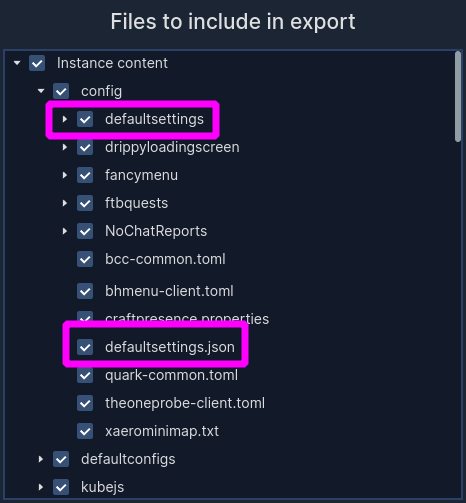 Files to include in export
Instance content
config
defaultsettings
drippyloadingscreen
fancymenu
ftbquests
NoChatReports
bcc-common.toml
bhmenu-client.toml
craftpresence.properties
defaultsettings.json
quark-common.toml
theoneprobe-client.toml
xaerominimap.txt
defaultconfigs
kubejs